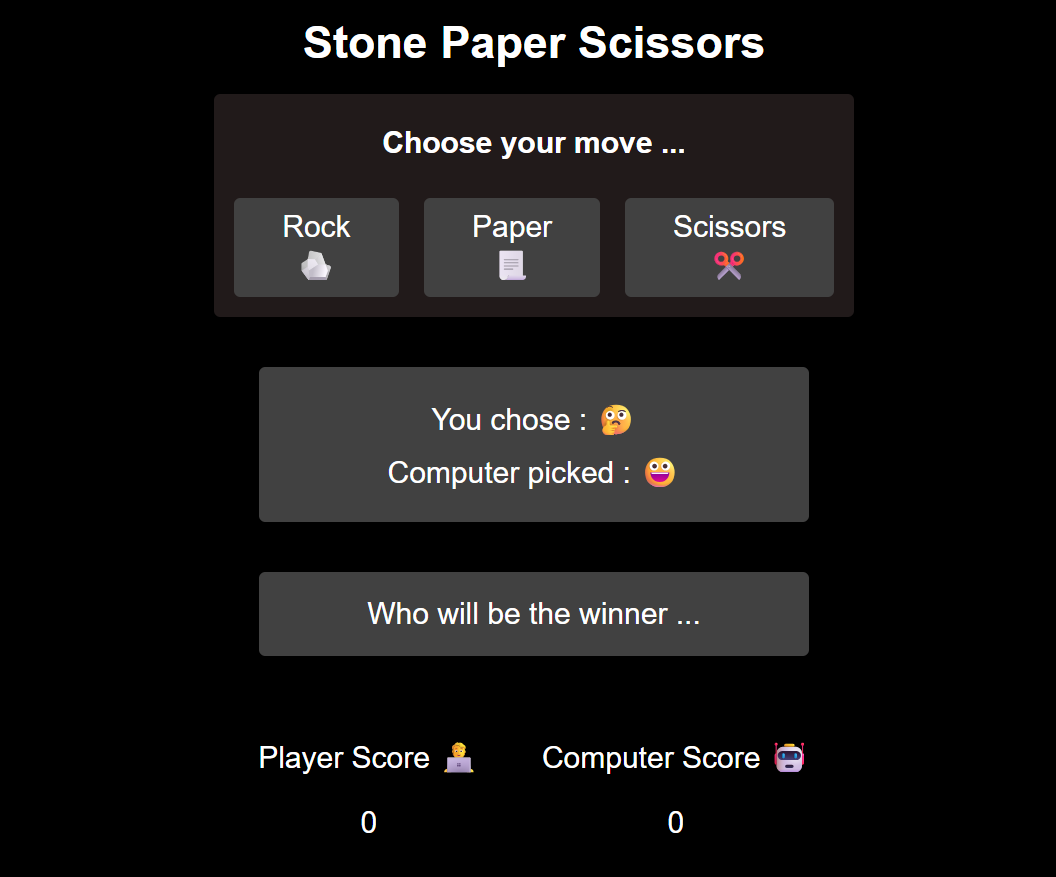 Stone Paper Scissors
Choose your move ...
Rock
Paper
Scissors
You chose : 🤔
Computer picked : 😀
Who will be the winner ...
Player Score 🧑‍💻
Computer Score 🤖
0
0